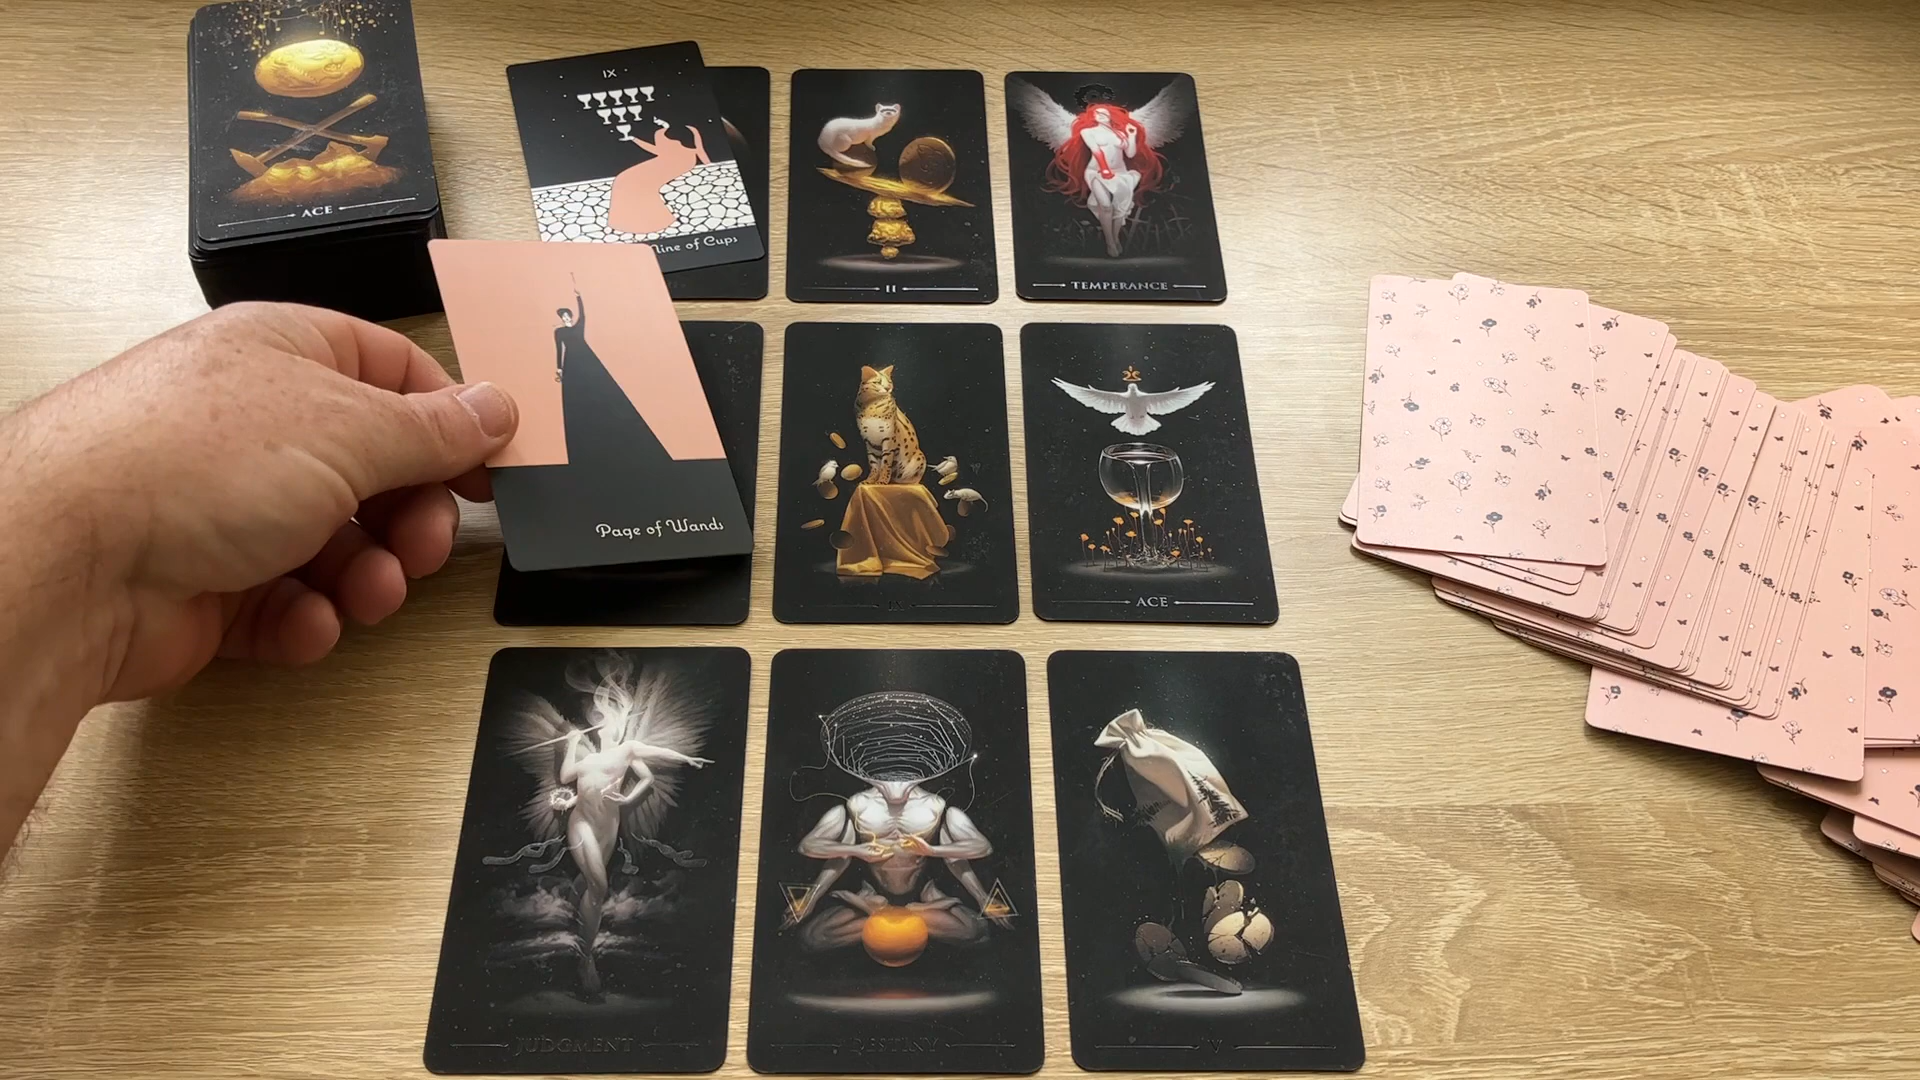 ACE
IX
Nine of Cups
II
TEMPERANCE
Page of Wands
IX
ACE
JUDGMENT
DESTINY
V